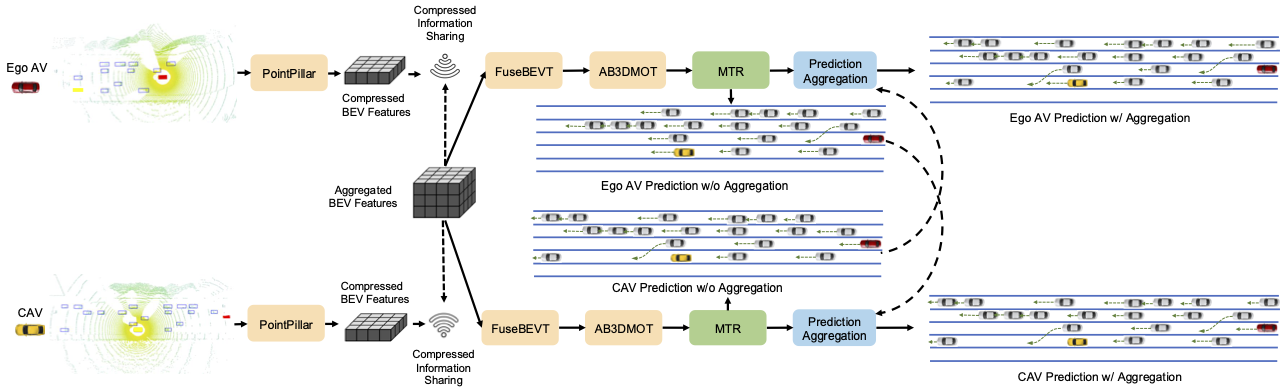 Ego AV
PointPillar
Compressed
BEV Features
Compressed
Information
Sharing
FuseBEVT
AB3DMOT
MTR
Prediction
Aggregation
Ego AV Prediction w/ Aggregation
Ego AV Prediction w/o Aggregation
Aggregated
BEV Features
CAV Prediction w/o Aggregation
CAV
PointPillar
Compressed
BEV Features
Compressed
Information
Sharing
FuseBEVT
AB3DMOT
MTR
Prediction
Aggregation
CAV Prediction w/ Aggregation